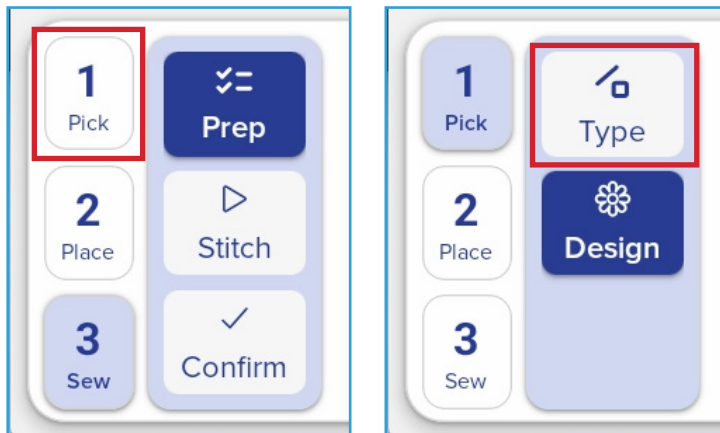 1
Pick
2
Place
3
Sew
Prep
Stitch
Confirm
1
Pick
2
Place
3
Sew
Type
Design